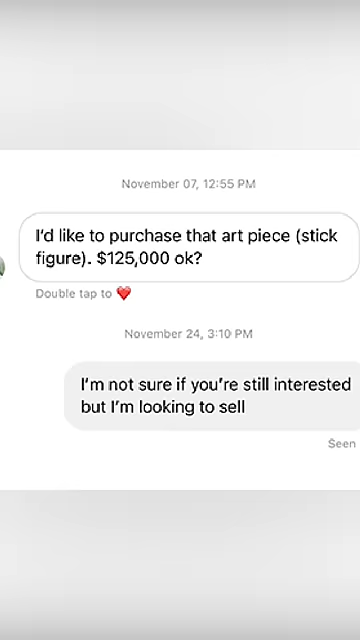 November 07, 12:55 PM
I'd like to purchase that art piece (stick
figure). $125,000 ok?
Double tap to ❤️
November 24, 3:10 PM
I'm not sure if you're still interested
but I'm looking to sell
Seen